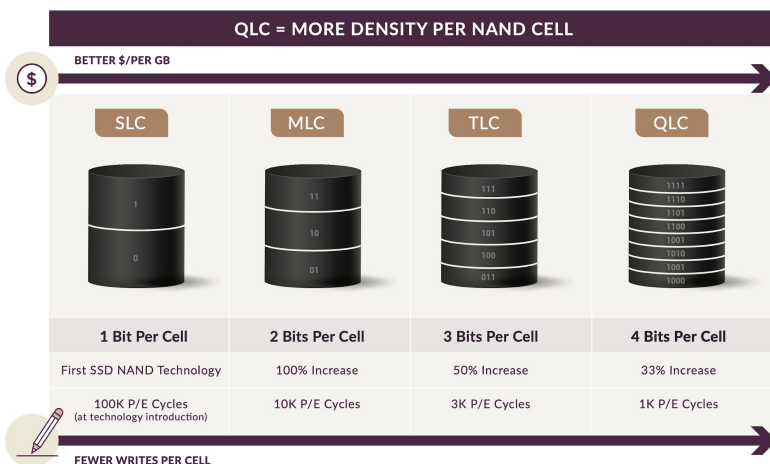 QLC = MORE DENSITY PER NAND CELL
BETTER $/PER GB
$
SLC MLC TLC QLC
1
0
11
10
01
111
110
101
100
011
1111
1110
1101
1100
1001
1010
1001
1000
1 Bit Per Cell 2 Bits Per Cell 3 Bits Per Cell 4 Bits Per Cell
First SSD NAND Technology 100% Increase 50% Increase 33% Increase
100K P/E Cycles 10K P/E Cycles 3K P/E Cycles 1K P/E Cycles
(at technology introduction)
FEWER WRITES PER CELL